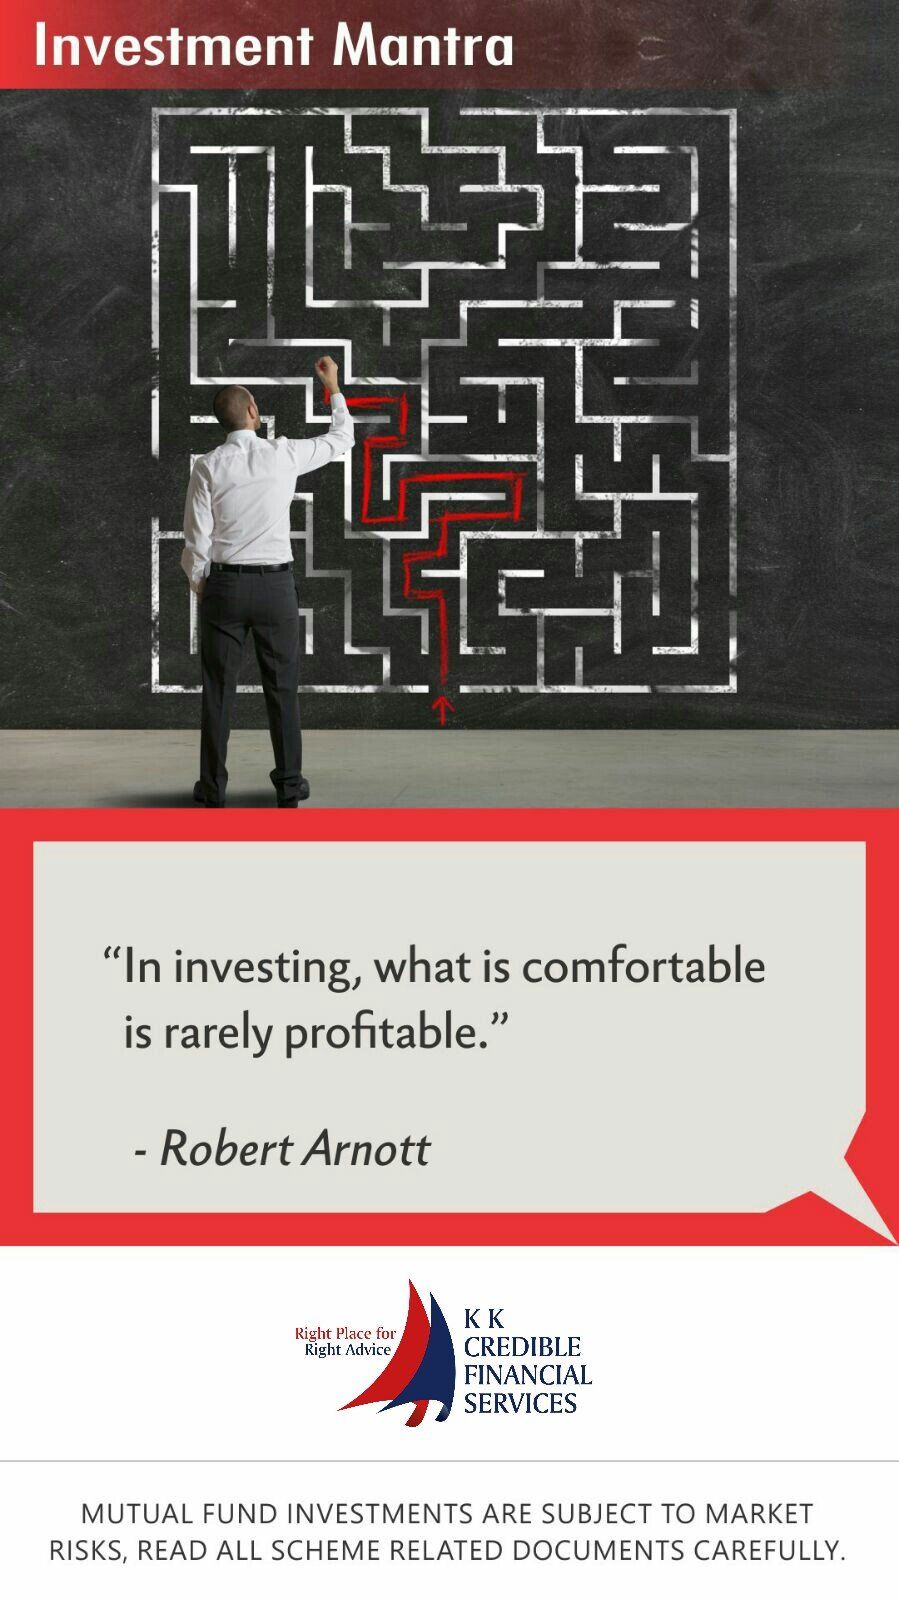 Investment Mantra
“In investing, what is comfortable
is rarely profitable.”
- Robert Arnott
Right Place for
Right Advice
K K
CREDIBLE
FINANCIAL
SERVICES
MUTUAL FUND INVESTMENTS ARE SUBJECT TO MARKET
RISKS, READ ALL SCHEME RELATED DOCUMENTS CAREFULLY.